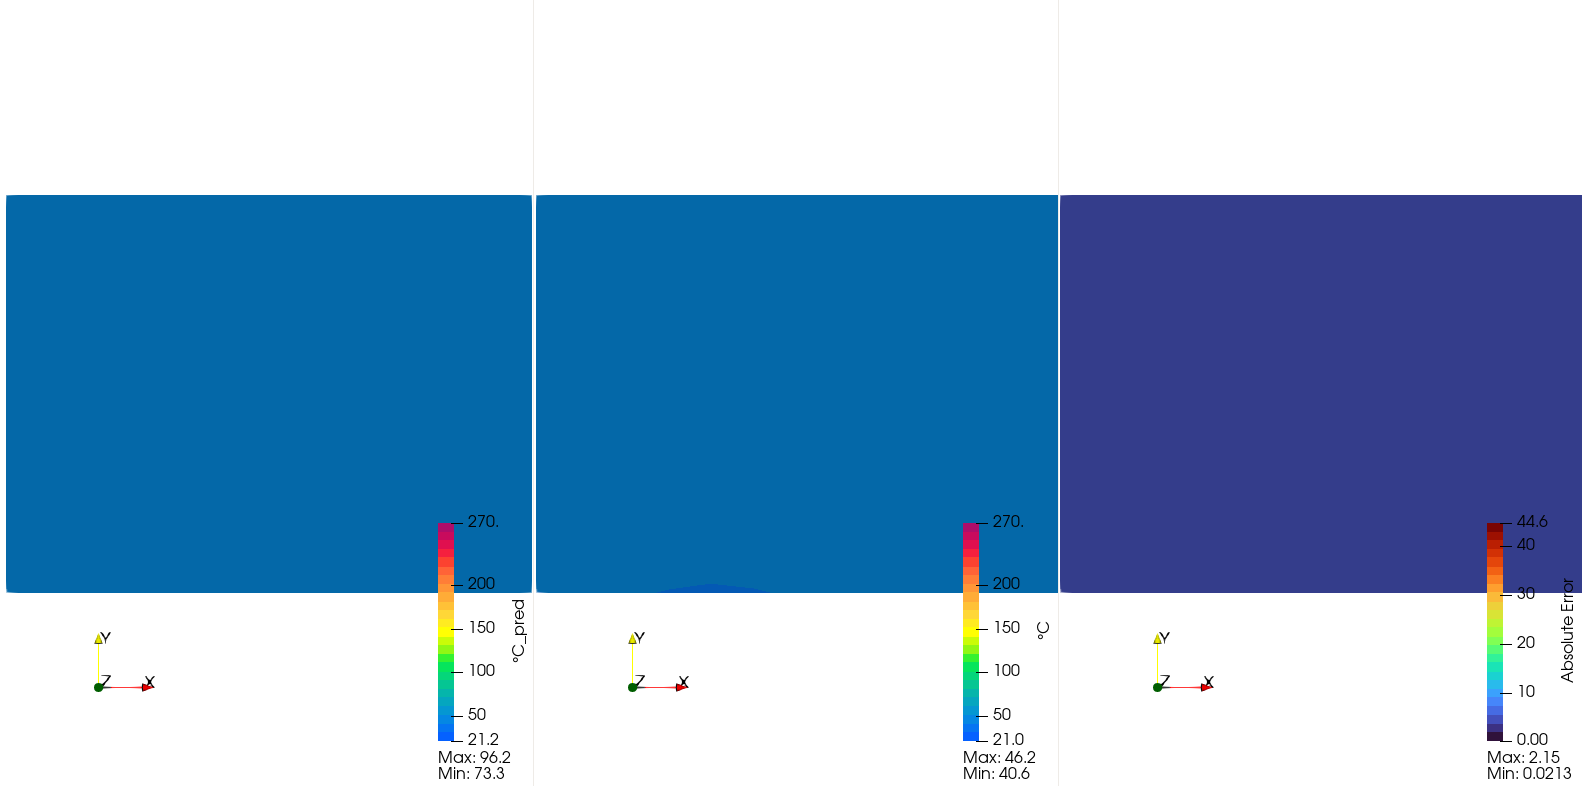 270.
200
150
100
50
21.2
°C_pred
Max: 96.2
Min: 73.3
Y
Z
X
270.
200
150
100
50
21.0
°C
Max: 46.2
Min: 40.6
Y
Z
X
44.6
40
30
20
10
0.00
Absolute Error
Max: 2.15
Min: 0.0213
Y
Z
X